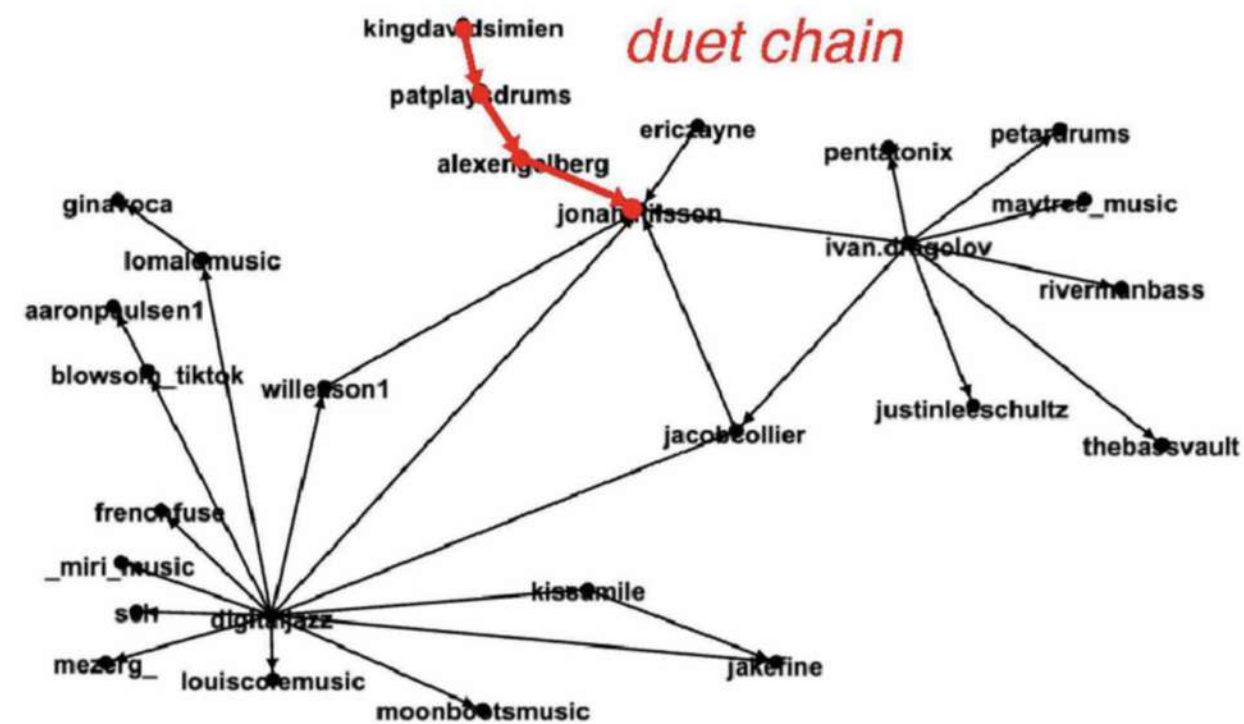 kingdavidsimien
duet chain
patplaysdrums
ericzayne
petardrums
pentatonix
alexengelberg
ginavoca
maytree_music
jonahnilsson
ivan.dragolov
rivermanbass
aaronpaulsen1
blowsom_tiktok
justinleeschultz
jacobcollier
thebassvault
frenchfuse
_miri_music
digitaljazz
mezerg_
jakefine
louiscolemusic
moonbootsmusic